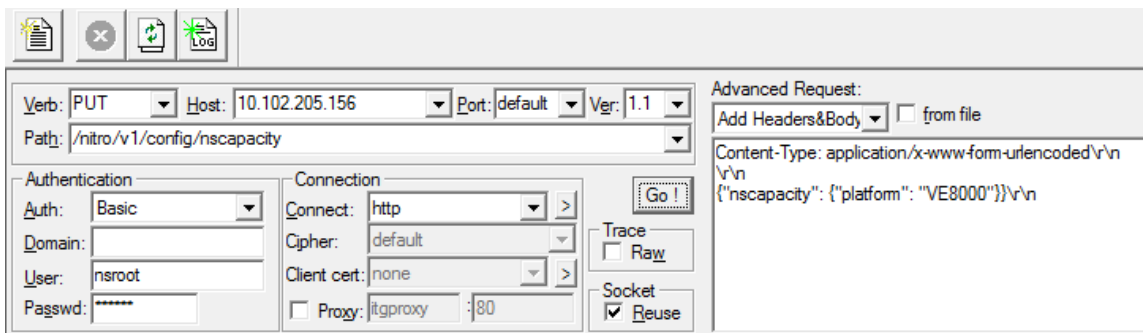 LOG
Verb: PUT Host: 10.102.205.156 Port: default Ver: 1.1
Path: /nitro/v1/config/nscapacity
Authentication
Auth: Basic
Domain:
User: nsroot
Passwd: ******
Connection
Connect: http >
Cipher: default
Client cert: none >
Proxy: itgproxy :80
Go !
Trace
Raw
Socket
Reuse
Advanced Request:
Add Headers&Body from file
Content-Type: application/x-www-form-urlencoded\r\n
\r\n
{"nscapacity": {"platform": "VE8000"}}\r\n